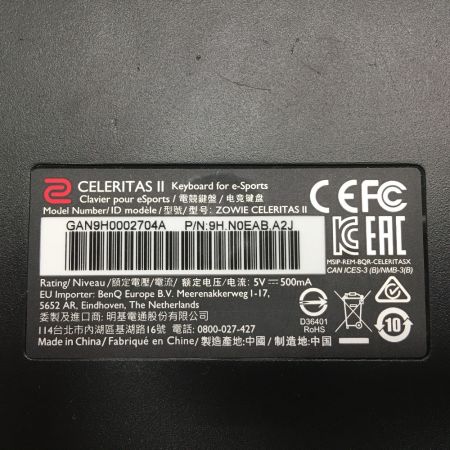 CELERITAS II Keyboard for e-Sports
Clavier pour eSports / 電競鍵盤 / 电竞键盘
Model Number/ID modèle / 型號/ 型号: ZOWIE CELERITAS II
GAN9H0002704A P/N:9H.N0EAB.A2J
CE FC
EAC
MSIP-REM-BQR-CELERITASX
CAN ICES-3 (B)/NMB-3(B)
Rating/ Niveau / 額定電壓/電流/ 额定电压/电流: 5V⎓500mA
EU Importer: BenQ Europe B.V. Meerenakkerweg 1-17,
5652 AR, Eindhoven, The Netherlands
委製及進口商: 明基電通股份有限公司
114台北市內湖區基湖路16號 電話: 0800-027-427
Made in China / Fabriqué en Chine/ 製造產地:中國 / 制造产地:中国
D36401
RoHS
10